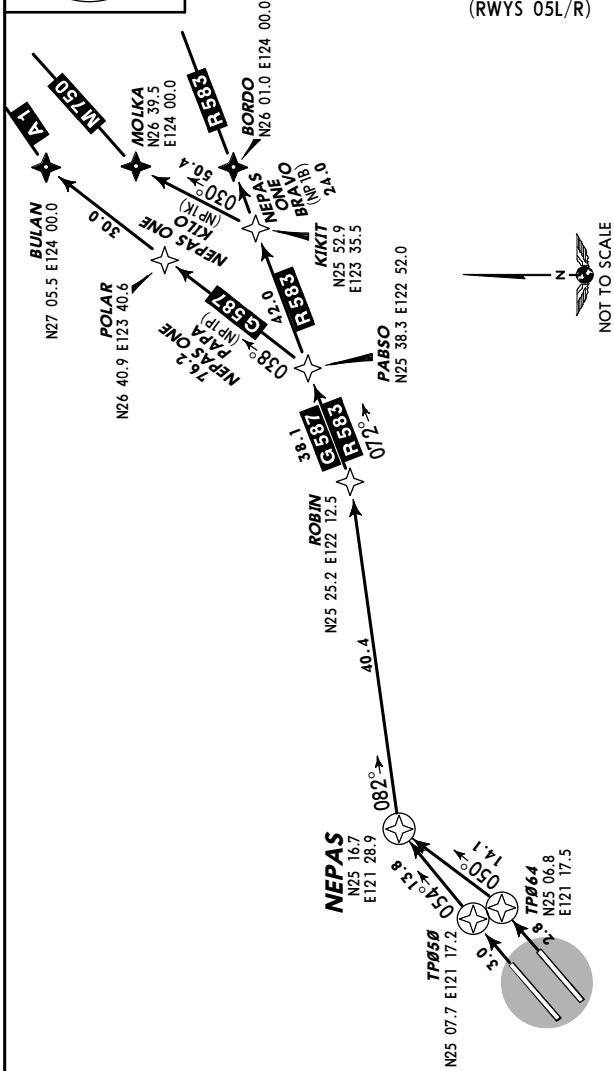 (RWYS 05L/R)
A1
M750
R583
BULAN
N27 05.5 E124 00.0
MOLKA
N26 39.5
E124 00.0
BORDO
N26 01.0 E124 00.0
30.0
50.4
030°
NEPAS ONE
KILO
(NP1K)
NEPAS
ONE
BRAVO
(NP1B)
24.0
POLAR
N26 40.9 E123 40.6
KIKIT
N25 52.9
E123 35.5
G587
R583
42.0
038°
76.2
NEPAS ONE
PAPA
(NP1P)
PABSO
N25 38.3 E122 52.0
38.1
G587
R583
072°
ROBIN
N25 25.2 E122 12.5
40.4
082°
NEPAS
N25 16.7
E121 28.9
054°
13.8
050°
14.1
TPØ5Ø
N25 07.7 E121 17.2
TPØ64
N25 06.8
E121 17.5
3.0
2.8
N
NOT TO SCALE